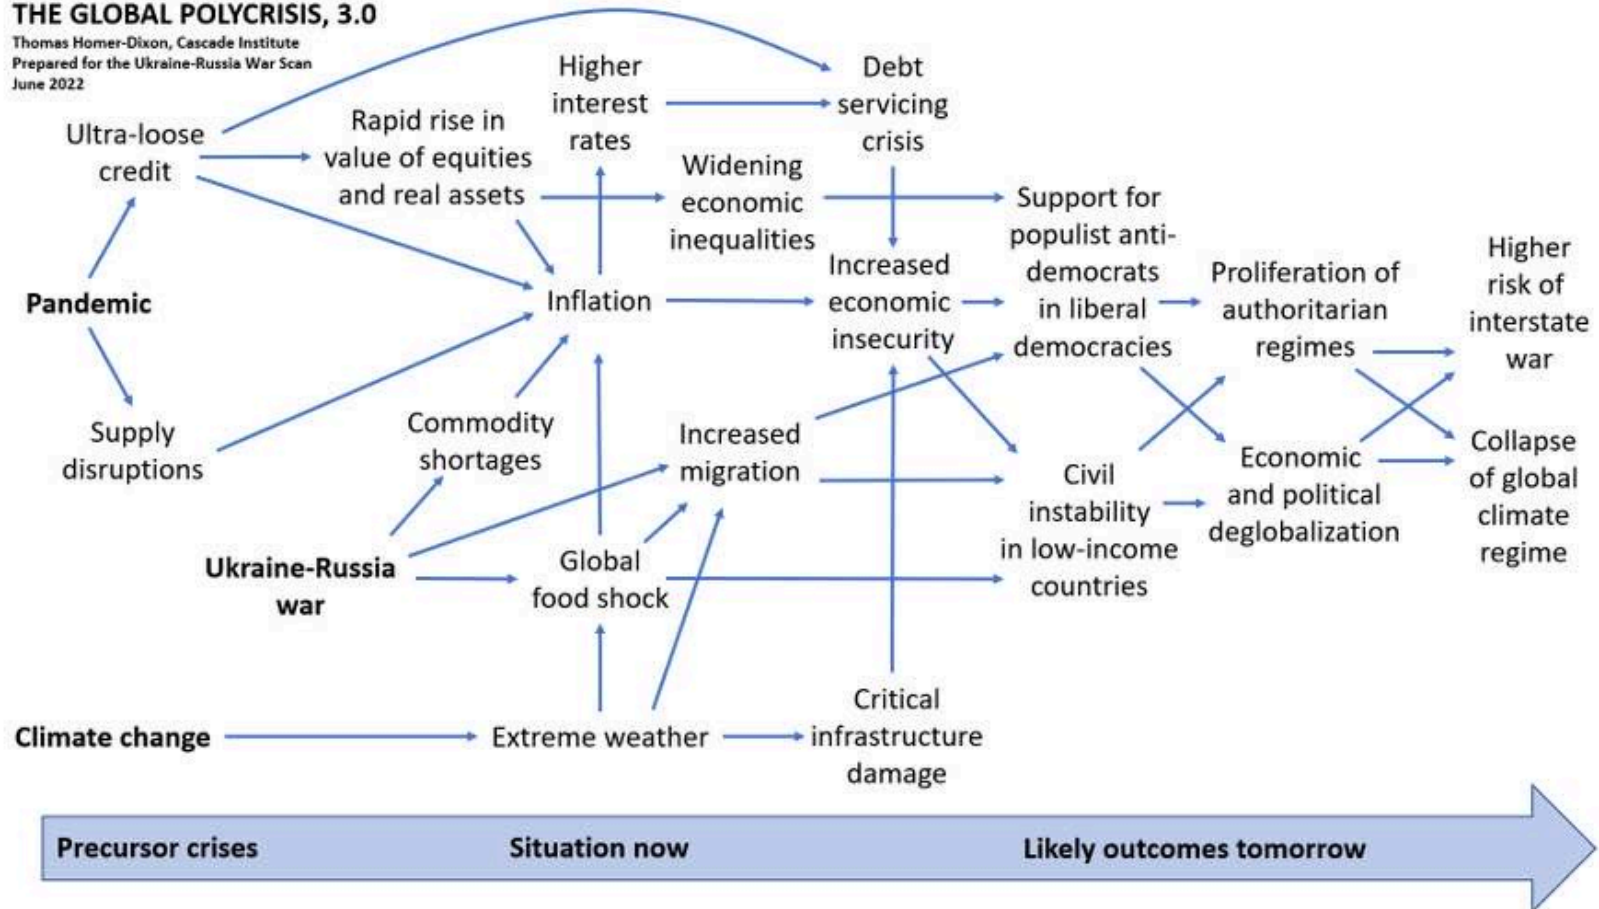 THE GLOBAL POLYCRISIS, 3.0
Thomas Homer-Dixon, Cascade Institute
Prepared for the Ukraine-Russia War Scan
June 2022
Ultra-loose
credit
Rapid rise in
value of equities
and real assets
Higher
interest
rates
Debt
servicing
crisis
Widening
economic
inequalities
Support for
populist anti-
democrats
in liberal
democracies
Pandemic
Inflation
Increased
economic
insecurity
Proliferation of
authoritarian
regimes
Higher
risk of
interstate
war
Supply
disruptions
Commodity
shortages
Increased
migration
Civil
instability
in low-income
countries
Economic
and political
deglobalization
Collapse
of global
climate
regime
Ukraine-Russia
war
Global
food shock
Climate change
Extreme weather
Critical
infrastructure
damage
Precursor crises
Situation now
Likely outcomes tomorrow